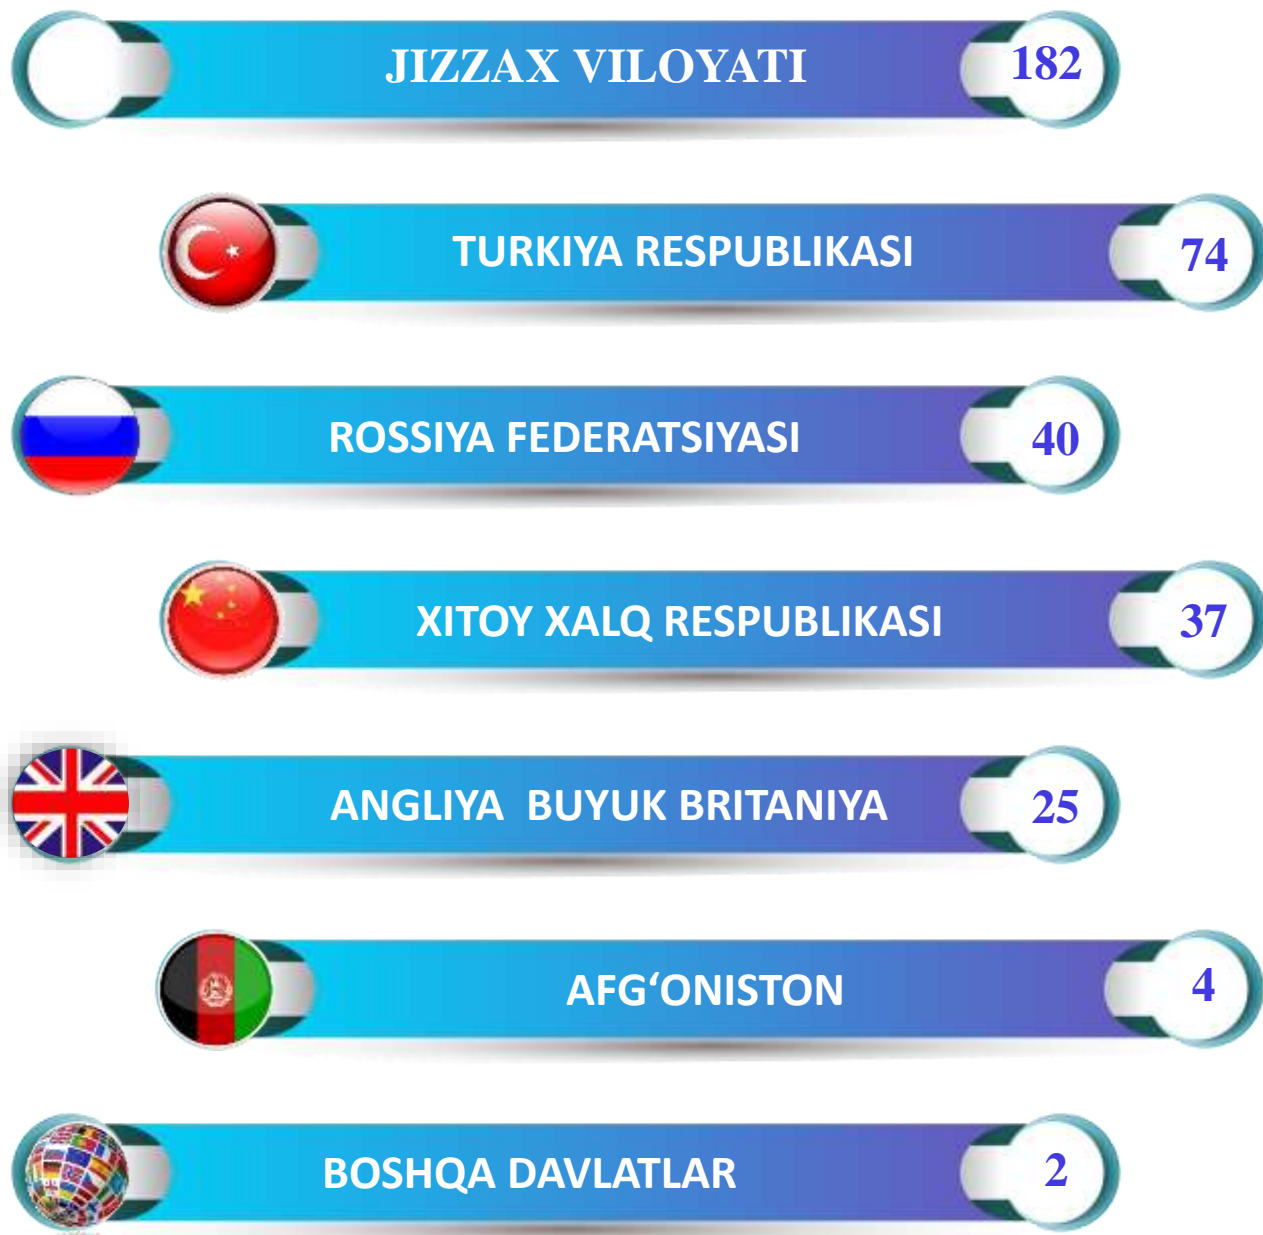 JIZZAX VILOYATI 182
TURKIYA RESPUBLIKASI 74
ROSSIYA FEDERATSIYASI 40
XITOY XALQ RESPUBLIKASI 37
ANGLIYA BUYUK BRITANIYA 25
AFG‘ONISTON 4
BOSHQA DAVLATLAR 2